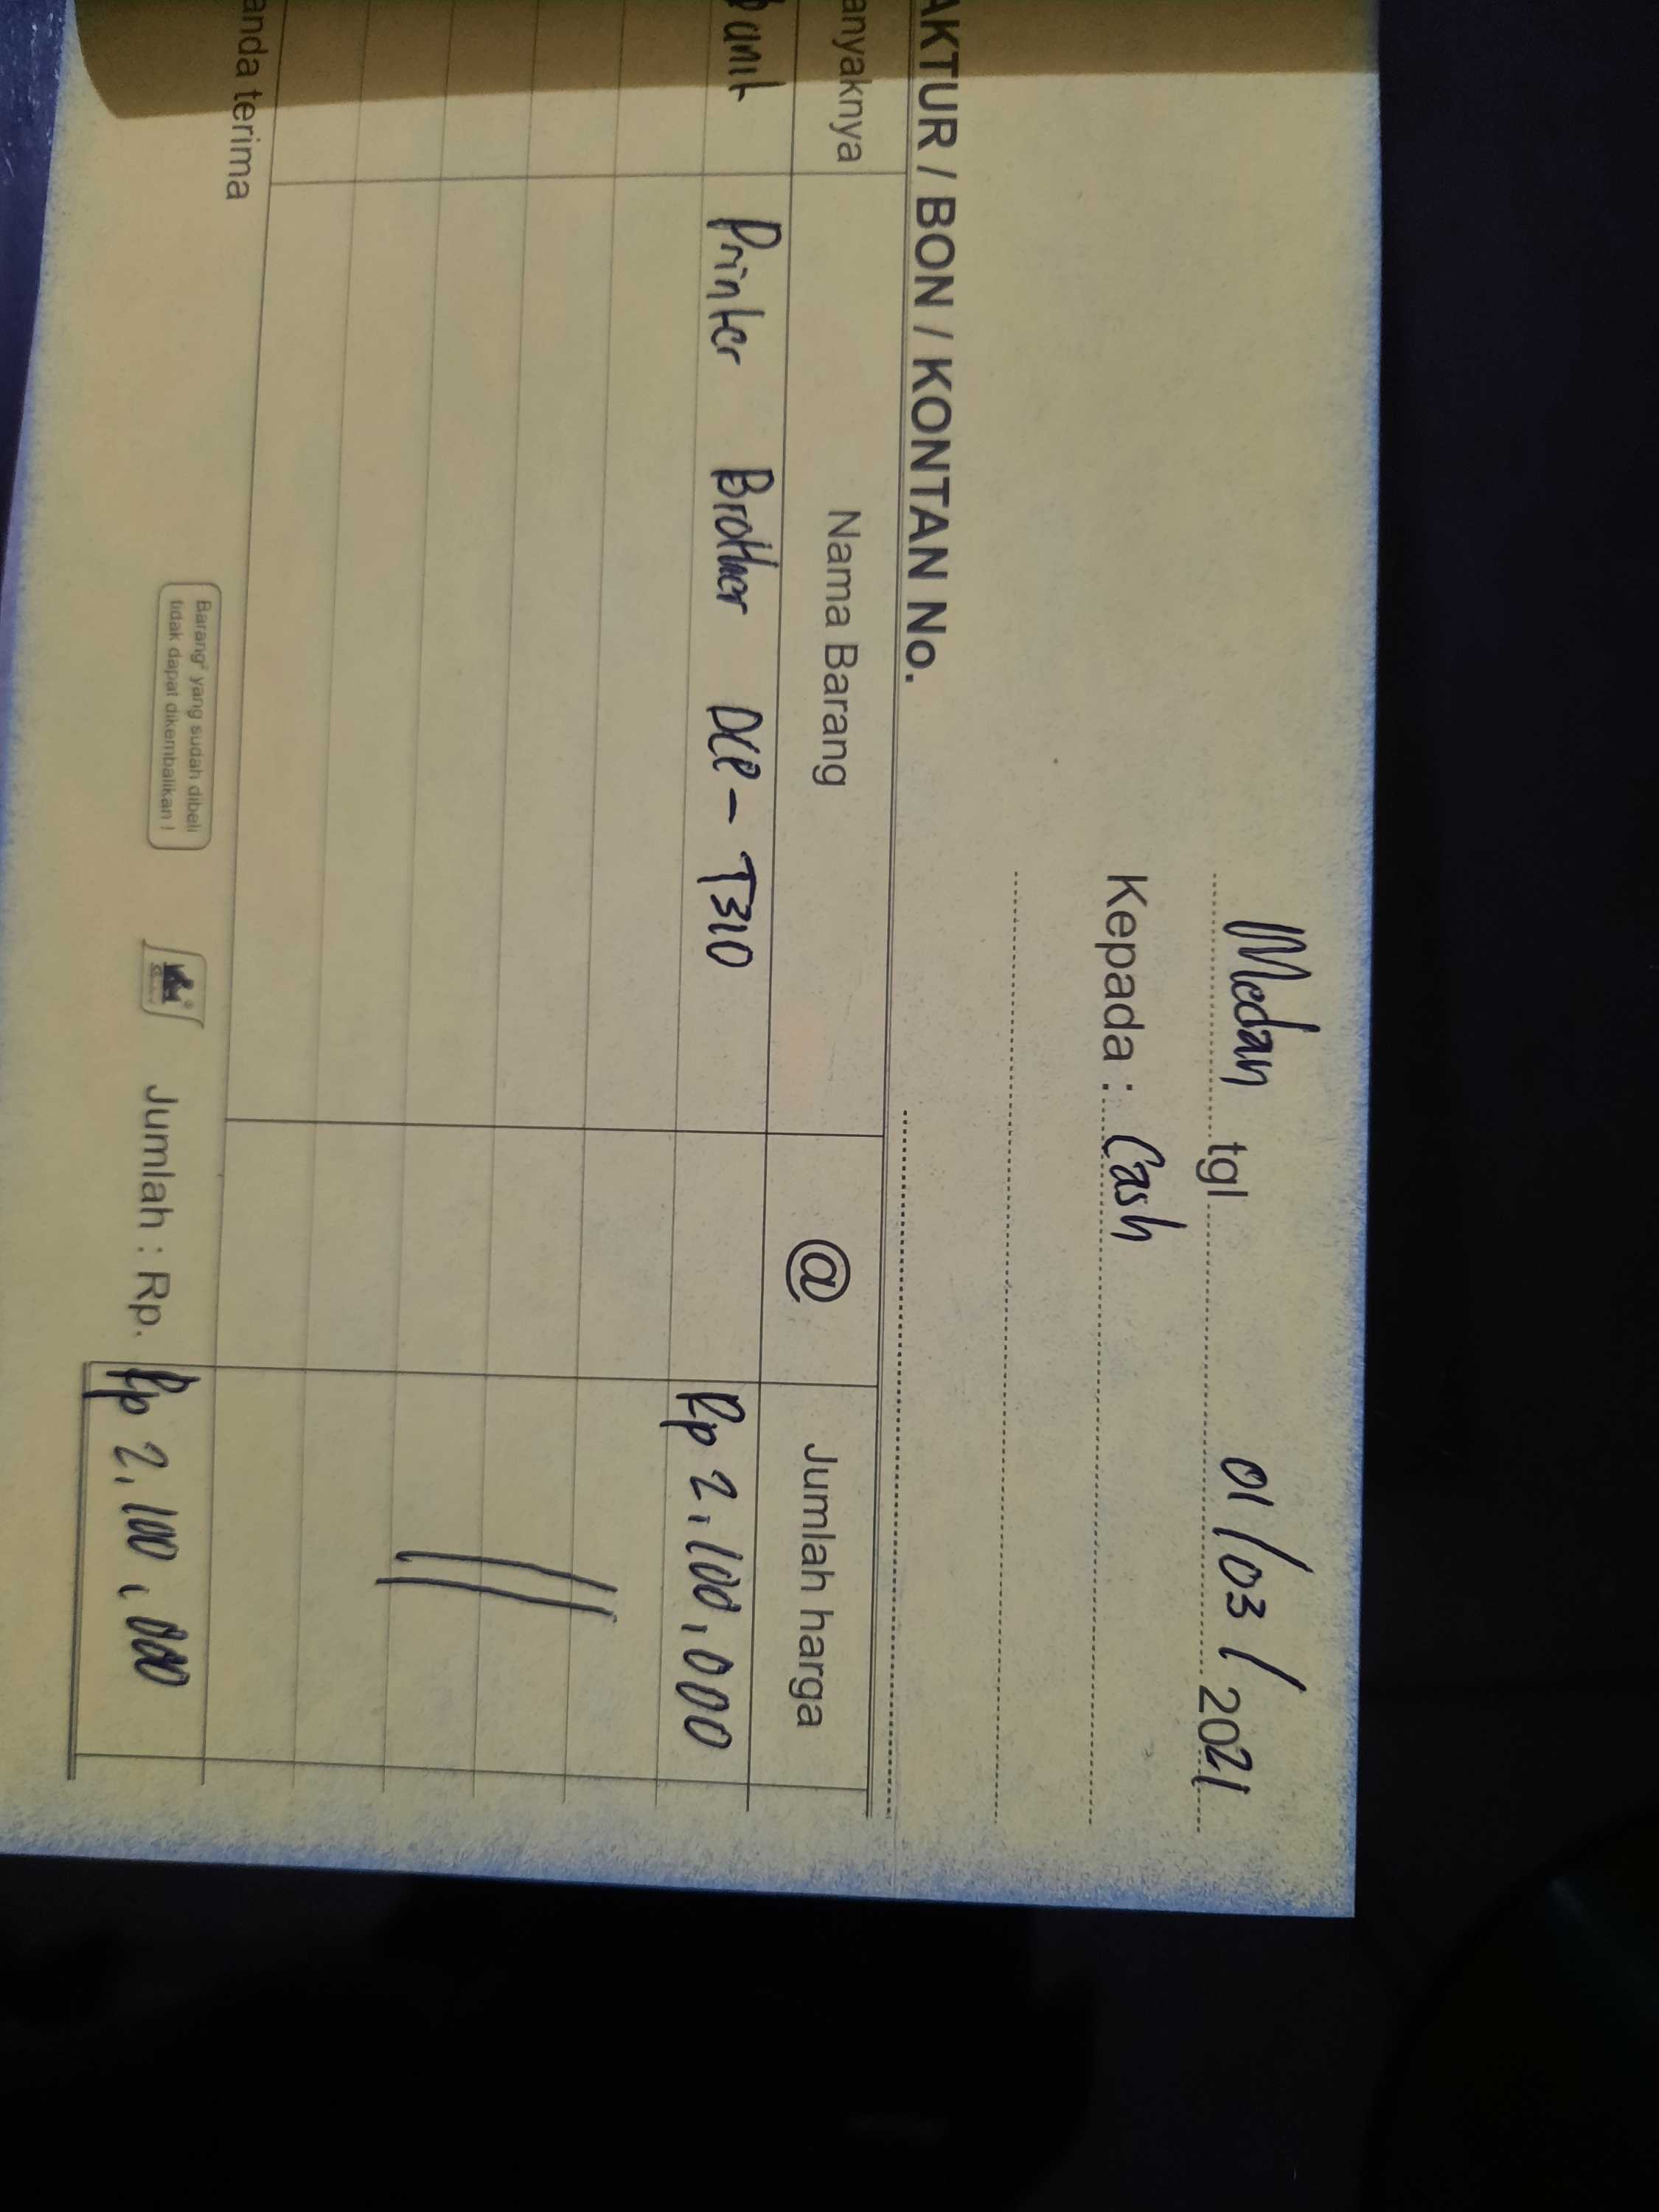 Medan tgl 01/03/2021
Kepada : Cash
AKTUR / BON / KONTAN No.
anyaknya Nama Barang @ Jumlah harga
unit Printer Brother DCP - T310 Rp 2,100,000
anda terima
Barang² yang sudah dibeli
tidak dapat dikembalikan !
Jumlah : Rp. Rp 2,100,000